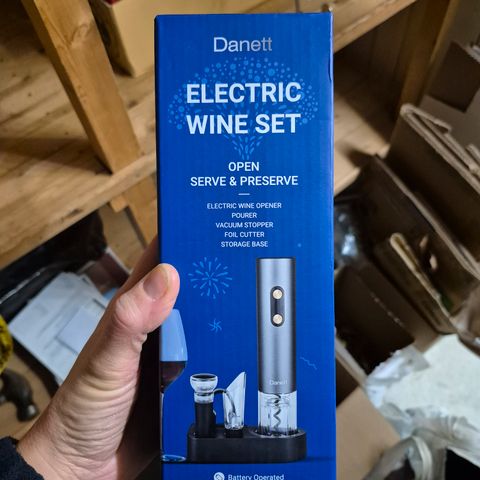 Danett
ELECTRIC
WINE SET
OPEN
SERVE & PRESERVE
ELECTRIC WINE OPENER
POURER
VACUUM STOPPER
FOIL CUTTER
STORAGE BASE
Danett
Battery Operated